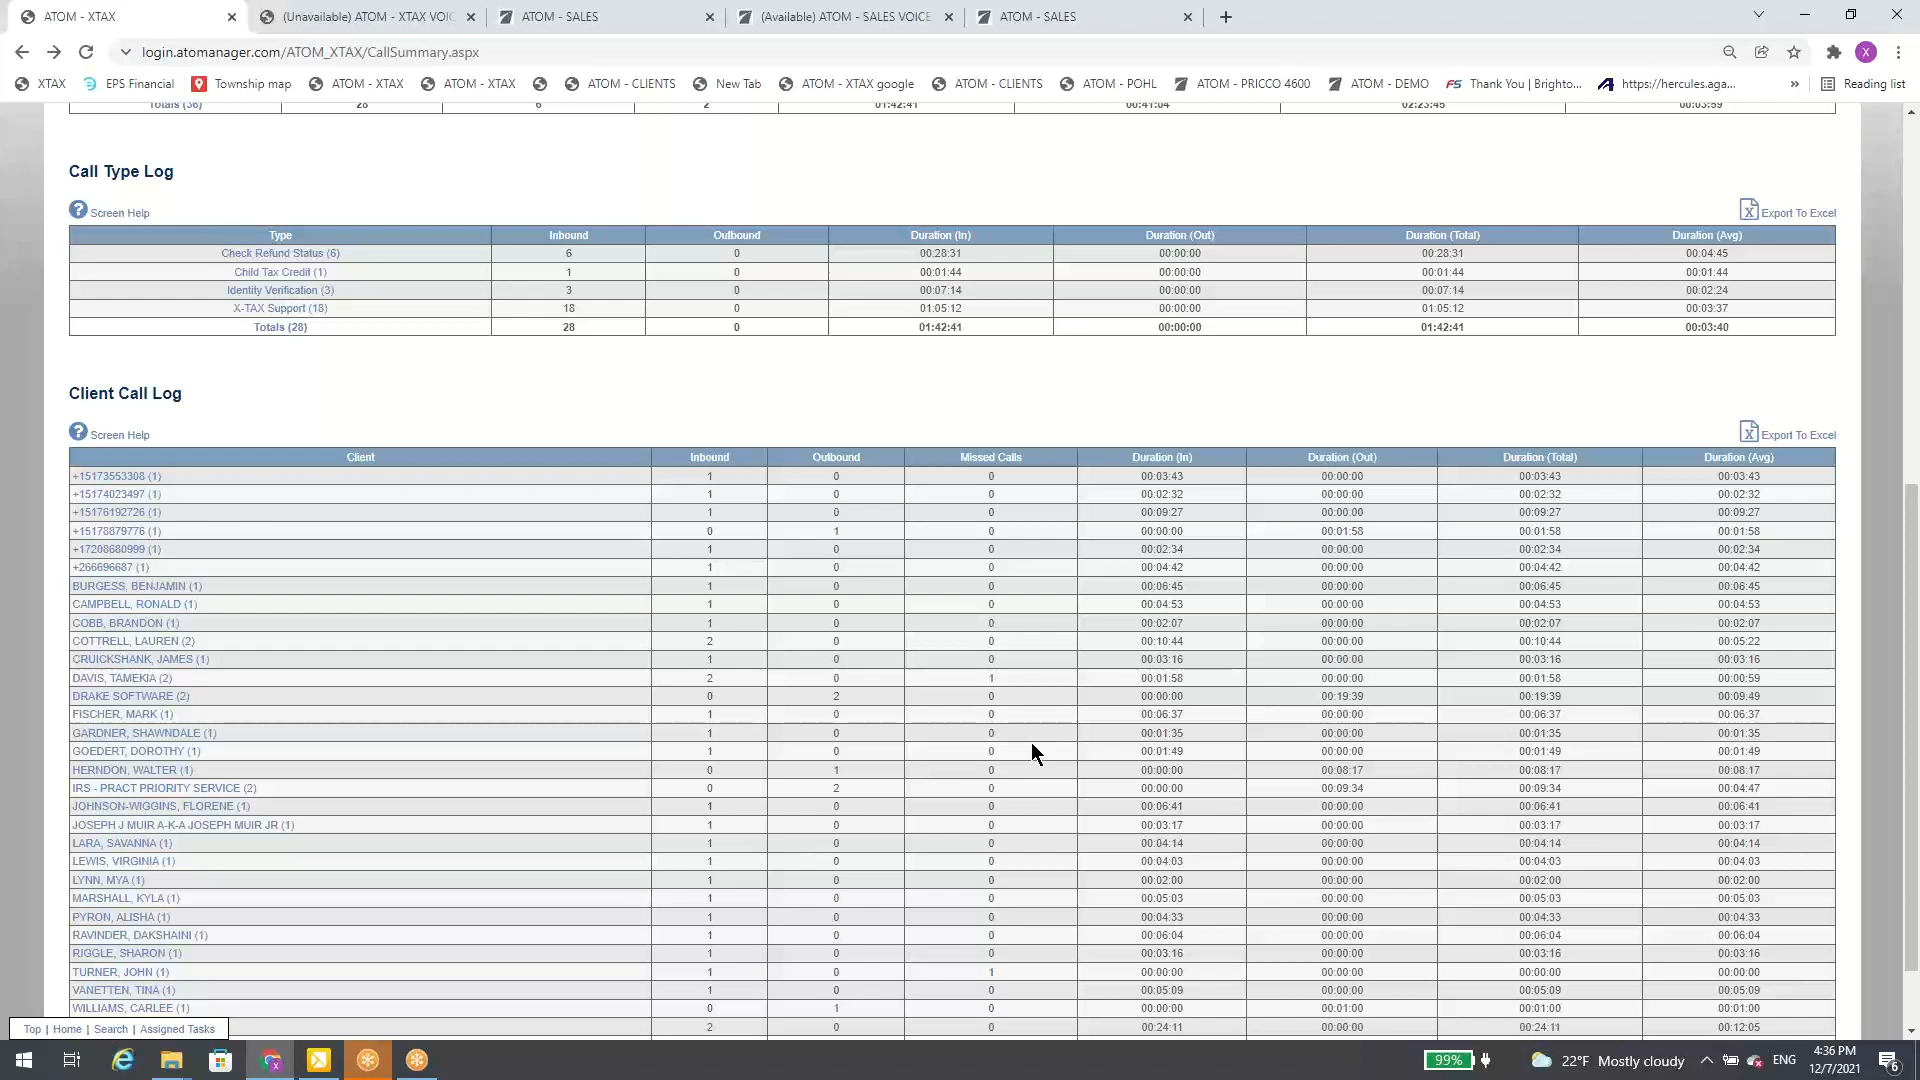 ATOM - XTAX
(Unavailable) ATOM - XTAX VOIC
ATOM - SALES
(Available) ATOM - SALES VOICE
ATOM - SALES
login.atomanager.com/ATOM_XTAX/CallSummary.aspx
X
XTAX EPS Financial Township map ATOM - XTAX ATOM - XTAX ATOM - CLIENTS New Tab ATOM - XTAX google ATOM - CLIENTS ATOM - POHL ATOM - PRICCO 4600 ATOM - DEMO Thank You | Brighto... https://hercules.aga... » Reading list
Totals (36) 28 6 2 01:42:41 00:41:04 02:23:45 00:03:59
Call Type Log
Screen Help Export To Excel
Type Inbound Outbound Duration (In) Duration (Out) Duration (Total) Duration (Avg)
Check Refund Status (6) 6 0 00:28:31 00:00:00 00:28:31 00:04:45
Child Tax Credit (1) 1 0 00:01:44 00:00:00 00:01:44 00:01:44
Identity Verification (3) 3 0 00:07:14 00:00:00 00:07:14 00:02:24
X-TAX Support (18) 18 0 01:05:12 00:00:00 01:05:12 00:03:37
Totals (28) 28 0 01:42:41 00:00:00 01:42:41 00:03:40
Client Call Log
Screen Help Export To Excel
Client Inbound Outbound Missed Calls Duration (In) Duration (Out) Duration (Total) Duration (Avg)
+15173553308 (1) 1 0 0 00:03:43 00:00:00 00:03:43 00:03:43
+15174023497 (1) 1 0 0 00:02:32 00:00:00 00:02:32 00:02:32
+15176192726 (1) 1 0 0 00:09:27 00:00:00 00:09:27 00:09:27
+15178879776 (1) 0 1 0 00:00:00 00:01:58 00:01:58 00:01:58
+17208680999 (1) 1 0 0 00:02:34 00:00:00 00:02:34 00:02:34
+266696687 (1) 1 0 0 00:04:42 00:00:00 00:04:42 00:04:42
BURGESS, BENJAMIN (1) 1 0 0 00:06:45 00:00:00 00:06:45 00:06:45
CAMPBELL, RONALD (1) 1 0 0 00:04:53 00:00:00 00:04:53 00:04:53
COBB, BRANDON (1) 1 0 0 00:02:07 00:00:00 00:02:07 00:02:07
COTTRELL, LAUREN (2) 2 0 0 00:10:44 00:00:00 00:10:44 00:05:22
CRUICKSHANK, JAMES (1) 1 0 0 00:03:16 00:00:00 00:03:16 00:03:16
DAVIS, TAMEKIA (2) 2 0 1 00:01:58 00:00:00 00:01:58 00:00:59
DRAKE SOFTWARE (2) 0 2 0 00:00:00 00:19:39 00:19:39 00:09:49
FISCHER, MARK (1) 1 0 0 00:06:37 00:00:00 00:06:37 00:06:37
GARDNER, SHAWNDALE (1) 1 0 0 00:01:35 00:00:00 00:01:35 00:01:35
GOEDERT, DOROTHY (1) 1 0 0 00:01:49 00:00:00 00:01:49 00:01:49
HERNDON, WALTER (1) 0 1 0 00:00:00 00:08:17 00:08:17 00:08:17
IRS - PRACT PRIORITY SERVICE (2) 0 2 0 00:00:00 00:09:34 00:09:34 00:04:47
JOHNSON-WIGGINS, FLORENE (1) 1 0 0 00:06:41 00:00:00 00:06:41 00:06:41
JOSEPH J MUIR A-K-A JOSEPH MUIR JR (1) 1 0 0 00:03:17 00:00:00 00:03:17 00:03:17
LARA, SAVANNA (1) 1 0 0 00:04:14 00:00:00 00:04:14 00:04:14
LEWIS, VIRGINIA (1) 1 0 0 00:04:03 00:00:00 00:04:03 00:04:03
LYNN, MYA (1) 1 0 0 00:02:00 00:00:00 00:02:00 00:02:00
MARSHALL, KYLA (1) 1 0 0 00:05:03 00:00:00 00:05:03 00:05:03
PYRON, ALISHA (1) 1 0 0 00:04:33 00:00:00 00:04:33 00:04:33
RAVINDER, DAKSHAINI (1) 1 0 0 00:06:04 00:00:00 00:06:04 00:06:04
RIGGLE, SHARON (1) 1 0 0 00:03:16 00:00:00 00:03:16 00:03:16
TURNER, JOHN (1) 1 0 1 00:00:00 00:00:00 00:00:00 00:00:00
VANETTEN, TINA (1) 1 0 0 00:05:09 00:00:00 00:05:09 00:05:09
WILLIAMS, CARLEE (1) 0 1 0 00:00:00 00:01:00 00:01:00 00:01:00
2 0 0 00:24:11 00:00:00 00:24:11 00:12:05
Top | Home | Search | Assigned Tasks
99% 22°F Mostly cloudy ENG 4:36 PM
12/7/2021 6